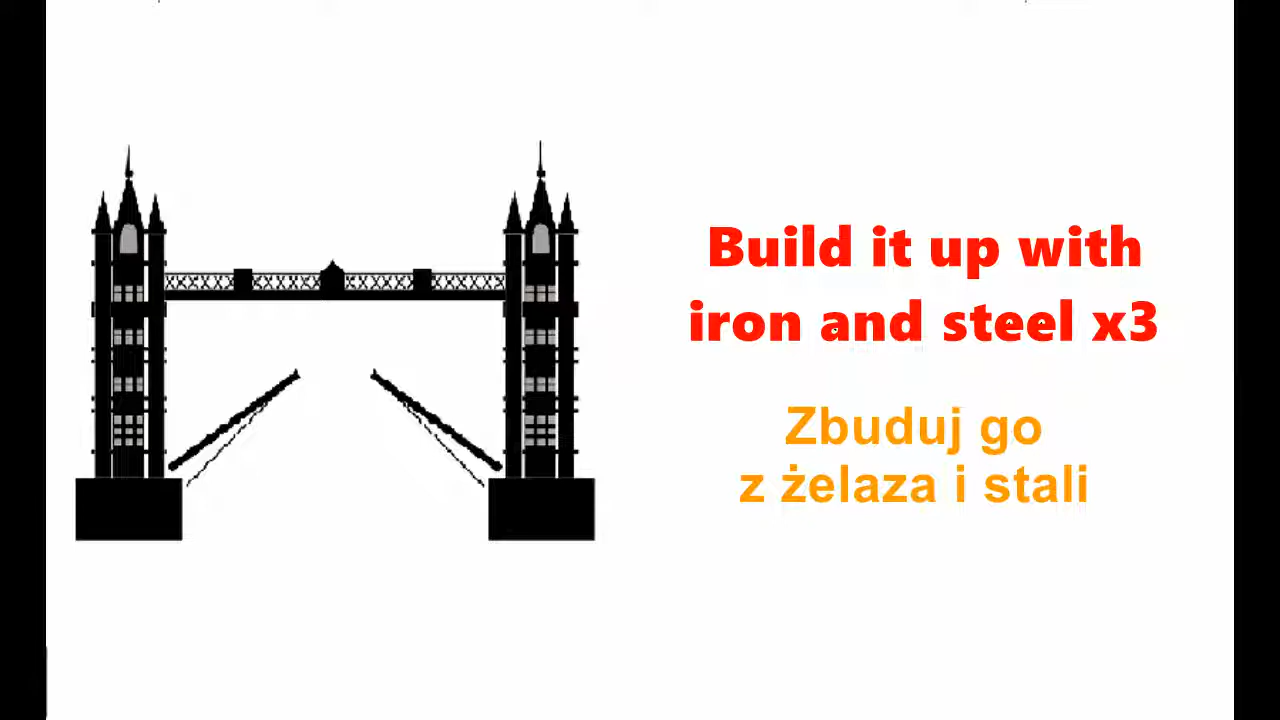 Build it up with
iron and steel x3
Zbuduj go
z żelaza i stali